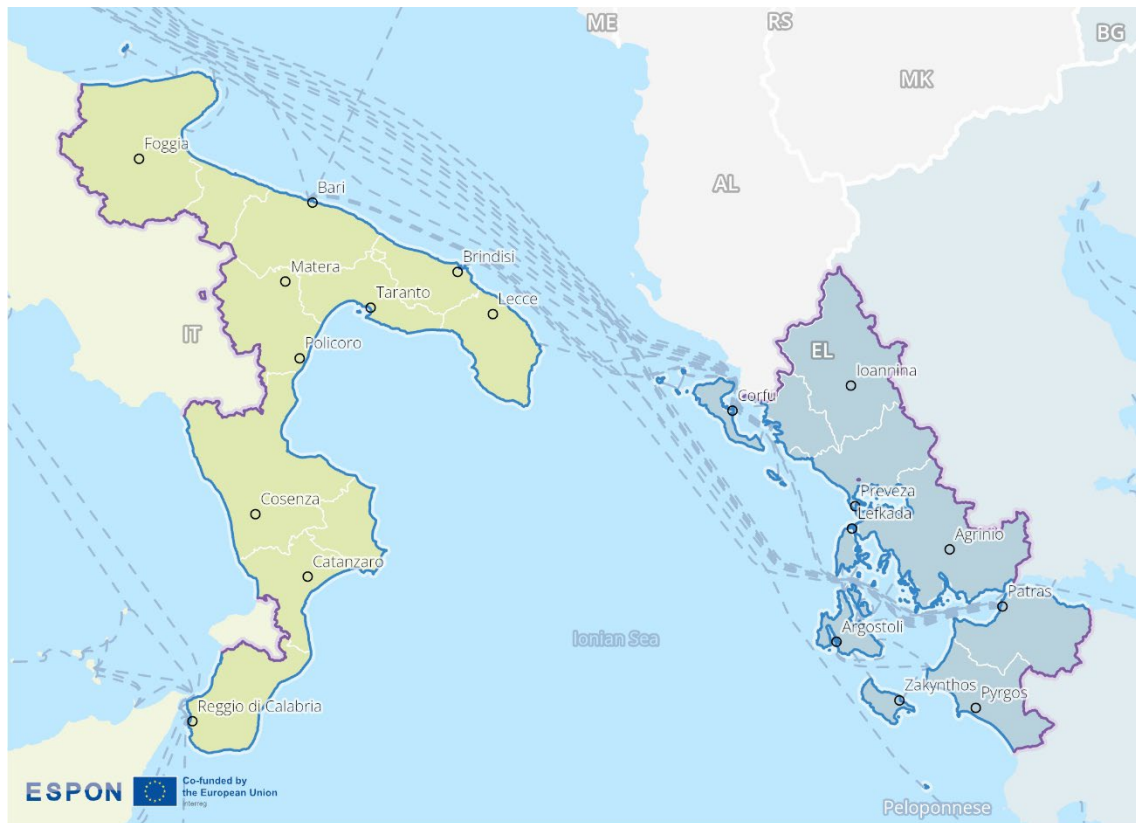 ME
RS
BG
MK
Foggia
AL
Bari
Brindisi
Matera
Taranto
Lecce
IT
Policoro
EL
Ioannina
Corfu
Cosenza
Preveza
Lefkada
Agrinio
Catanzaro
Patras
Ionian Sea
Argostoli
Zakynthos
Pyrgos
Reggio di Calabria
ESPON
Co-funded by
the European Union
Interreg
Peloponnese